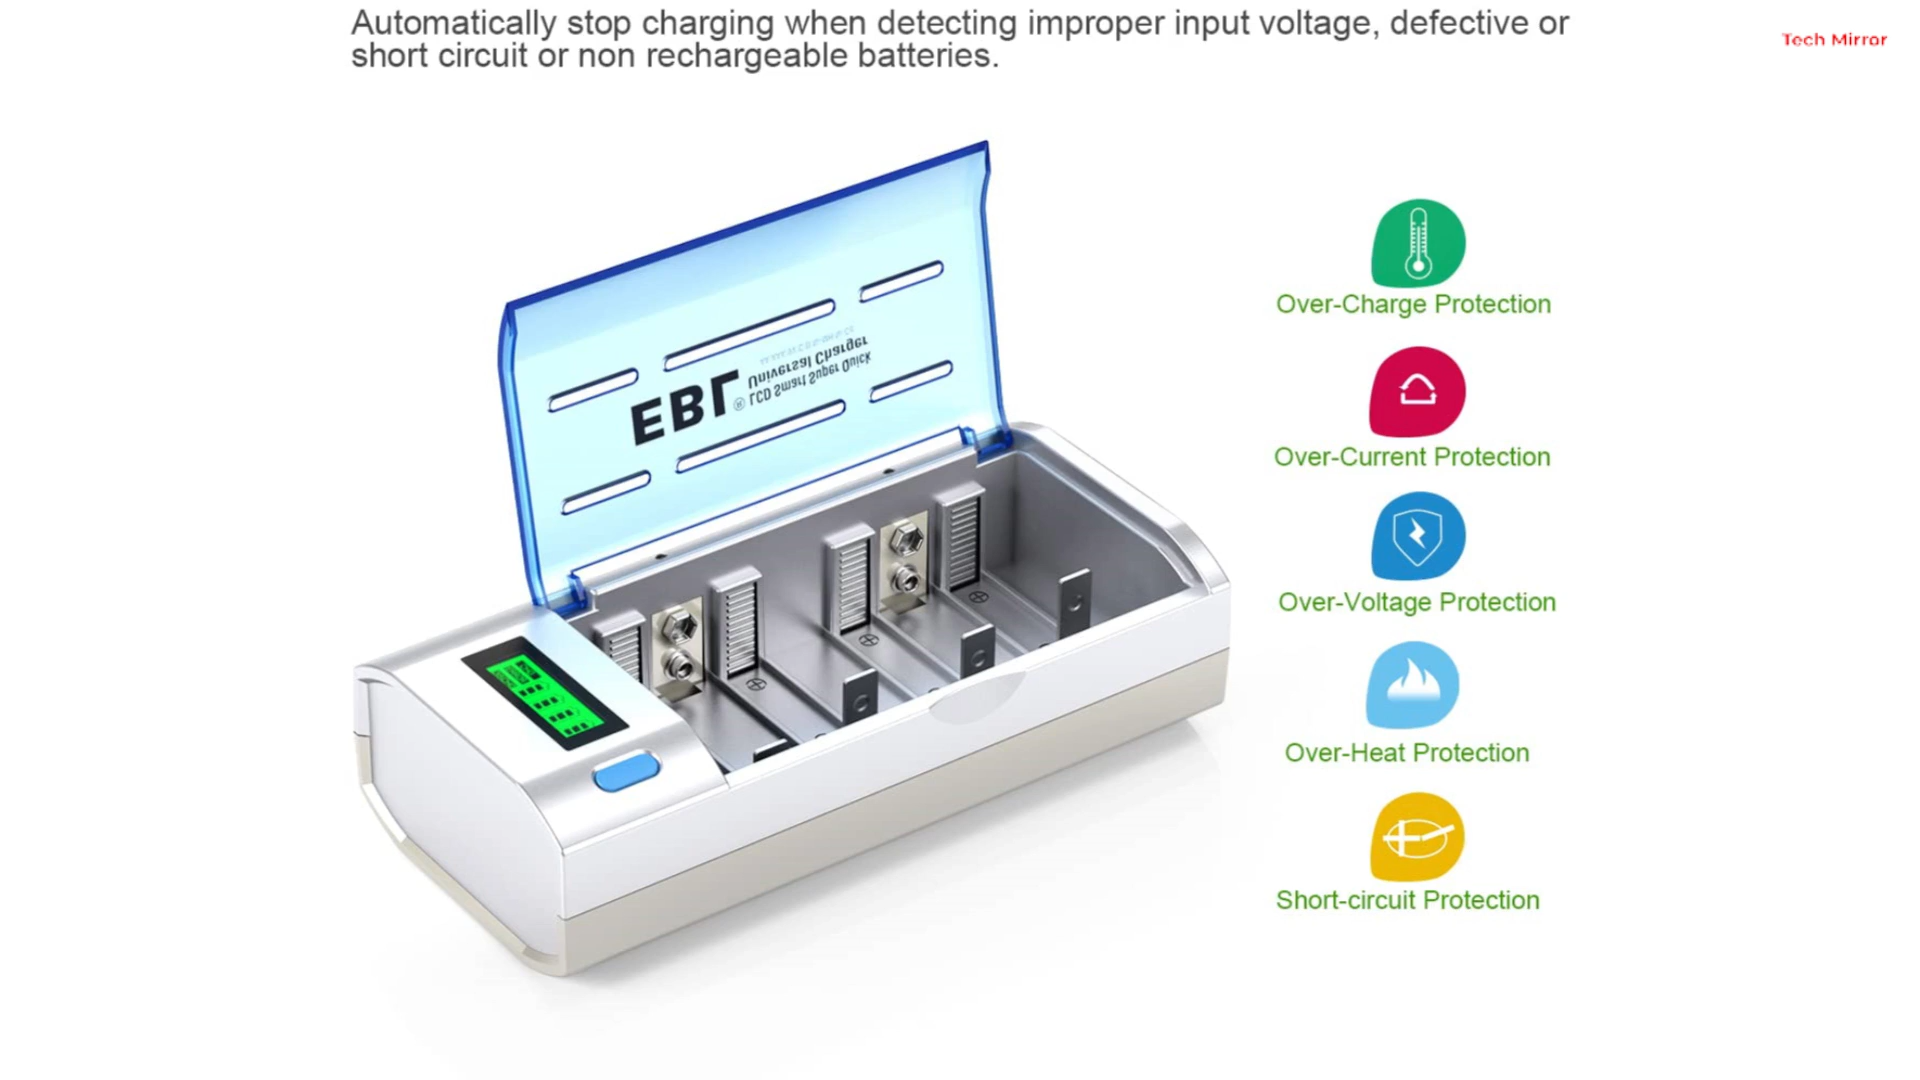 Automatically stop charging when detecting improper input voltage, defective or
short circuit or non rechargeable batteries.
Tech Mirror
EBL®
Universal Charger
LCD Smart Super Quick
Over-Charge Protection
Over-Current Protection
Over-Voltage Protection
Over-Heat Protection
Short-circuit Protection